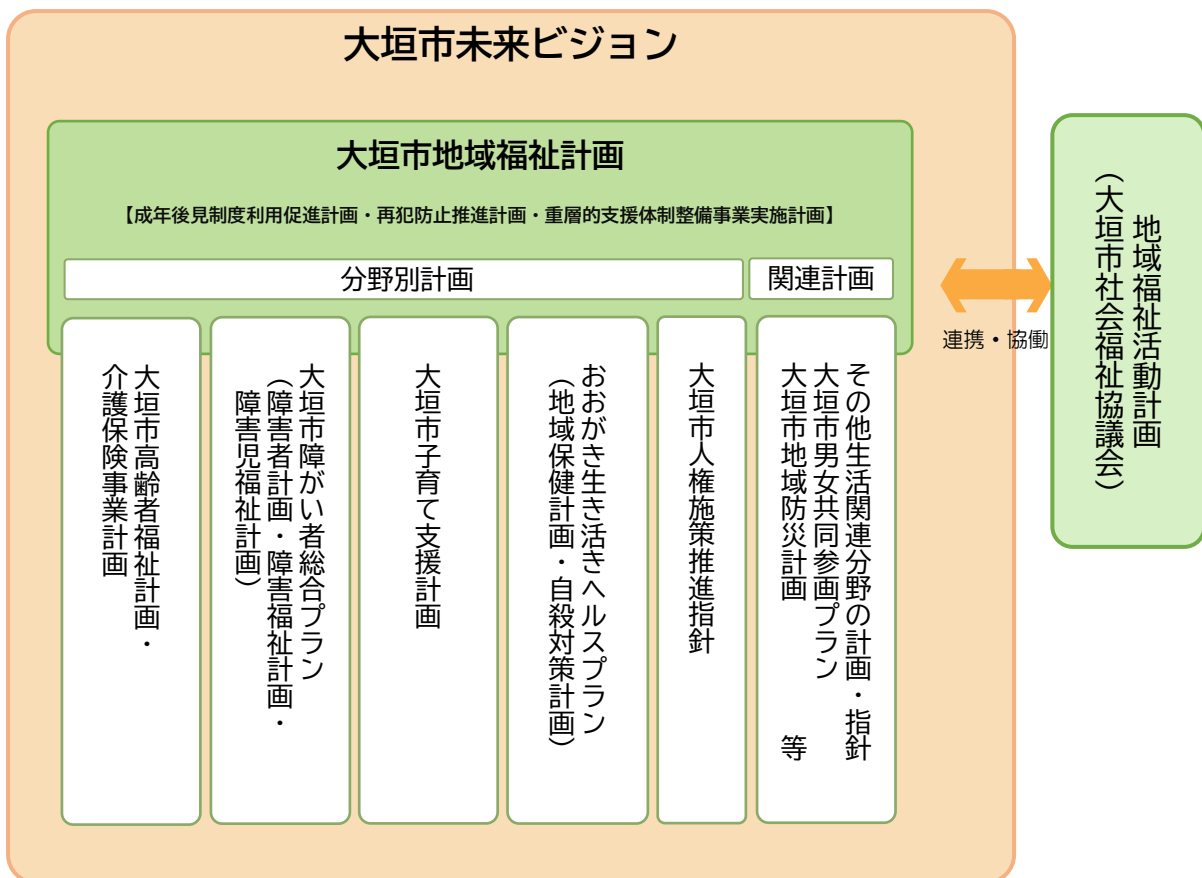 大垣市未来ビジョン
大垣市地域福祉計画
【成年後見制度利用促進計画・再犯防止推進計画・重層的支援体制整備事業実施計画】
分野別計画
関連計画
大垣市高齢者福祉計画・
介護保険事業計画
大垣市障がい者総合プラン
(障害者計画・障害福祉計画・
障害児福祉計画)
大垣市子育て支援計画
おおがき生き活きヘルスプラン
(地域保健計画・自殺対策計画)
大垣市人権施策推進指針
その他生活関連分野の計画・指針
大垣市男女共同参画プラン
大垣市地域防災計画 等
連携・協働
地域福祉活動計画
(大垣市社会福祉協議会)